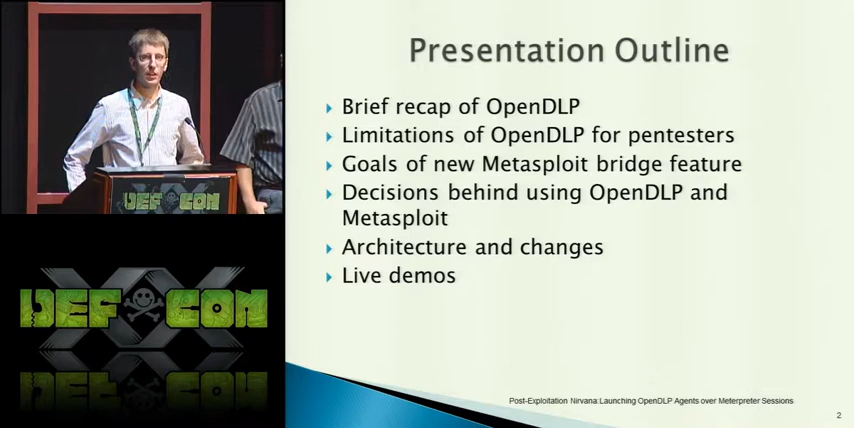 DEF CON
DEF CON
DEF CON
Presentation Outline
Brief recap of OpenDLP
Limitations of OpenDLP for pentesters
Goals of new Metasploit bridge feature
Decisions behind using OpenDLP and
Metasploit
Architecture and changes
Live demos
Post-Exploitation Nirvana:Launching OpenDLP Agents over Meterpreter Sessions
2